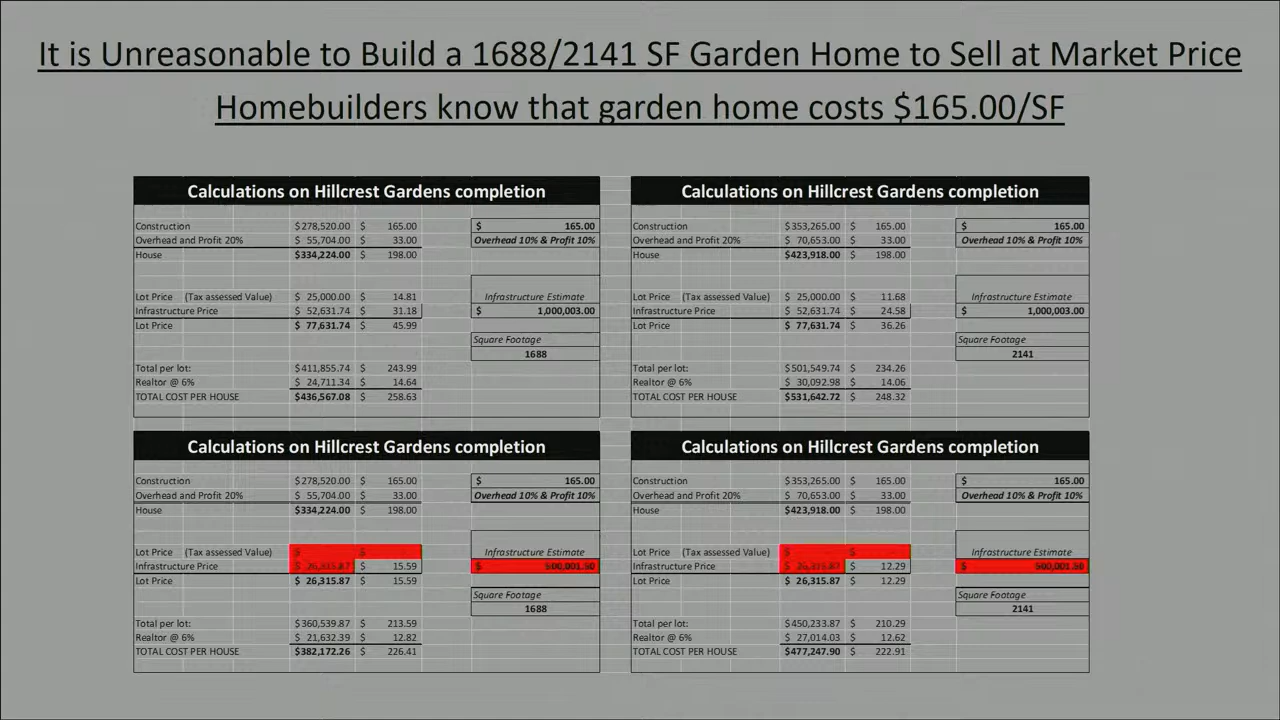 It is Unreasonable to Build a 1688/2141 SF Garden Home to Sell at Market Price
Homebuilders know that garden home costs $165.00/SF
Calculations on Hillcrest Gardens completion
Construction $278,520.00 $ 165.00 $ 165.00
Overhead and Profit 20% $ 55,704.00 $ 33.00 Overhead 10% & Profit 10%
House $334,224.00 $ 198.00
Lot Price (Tax assessed Value) $ 25,000.00 $ 14.81 Infrastructure Estimate
Infrastructure Price $ 52,631.74 $ 31.18 $ 1,000,003.00
Lot Price $ 77,631.74 $ 45.99
Square Footage
1688
Total per lot: $411,855.74 $ 243.99
Realtor @ 6% $ 24,711.34 $ 14.64
TOTAL COST PER HOUSE $436,567.08 $ 258.63
Calculations on Hillcrest Gardens completion
Construction $353,265.00 $ 165.00 $ 165.00
Overhead and Profit 20% $ 70,653.00 $ 33.00 Overhead 10% & Profit 10%
House $423,918.00 $ 198.00
Lot Price (Tax assessed Value) $ 25,000.00 $ 11.68 Infrastructure Estimate
Infrastructure Price $ 52,631.74 $ 24.58 $ 1,000,003.00
Lot Price $ 77,631.74 $ 36.26
Square Footage
2141
Total per lot: $501,549.74 $ 234.26
Realtor @ 6% $ 30,092.98 $ 14.06
TOTAL COST PER HOUSE $531,642.72 $ 248.32
Calculations on Hillcrest Gardens completion
Construction $278,520.00 $ 165.00 $ 165.00
Overhead and Profit 20% $ 55,704.00 $ 33.00 Overhead 10% & Profit 10%
House $334,224.00 $ 198.00
Lot Price (Tax assessed Value) $ $ Infrastructure Estimate
Infrastructure Price $ 26,315.87 $ 15.59 $ 500,001.50
Lot Price $ 26,315.87 $ 15.59
Square Footage
1688
Total per lot: $360,539.87 $ 213.59
Realtor @ 6% $ 21,632.39 $ 12.82
TOTAL COST PER HOUSE $382,172.26 $ 226.41
Calculations on Hillcrest Gardens completion
Construction $353,265.00 $ 165.00 $ 165.00
Overhead and Profit 20% $ 70,653.00 $ 33.00 Overhead 10% & Profit 10%
House $423,918.00 $ 198.00
Lot Price (Tax assessed Value) $ $ Infrastructure Estimate
Infrastructure Price $ 26,315.87 $ 12.29 $ 500,001.50
Lot Price $ 26,315.87 $ 12.29
Square Footage
2141
Total per lot: $450,233.87 $ 210.29
Realtor @ 6% $ 27,014.03 $ 12.62
TOTAL COST PER HOUSE $477,247.90 $ 222.91